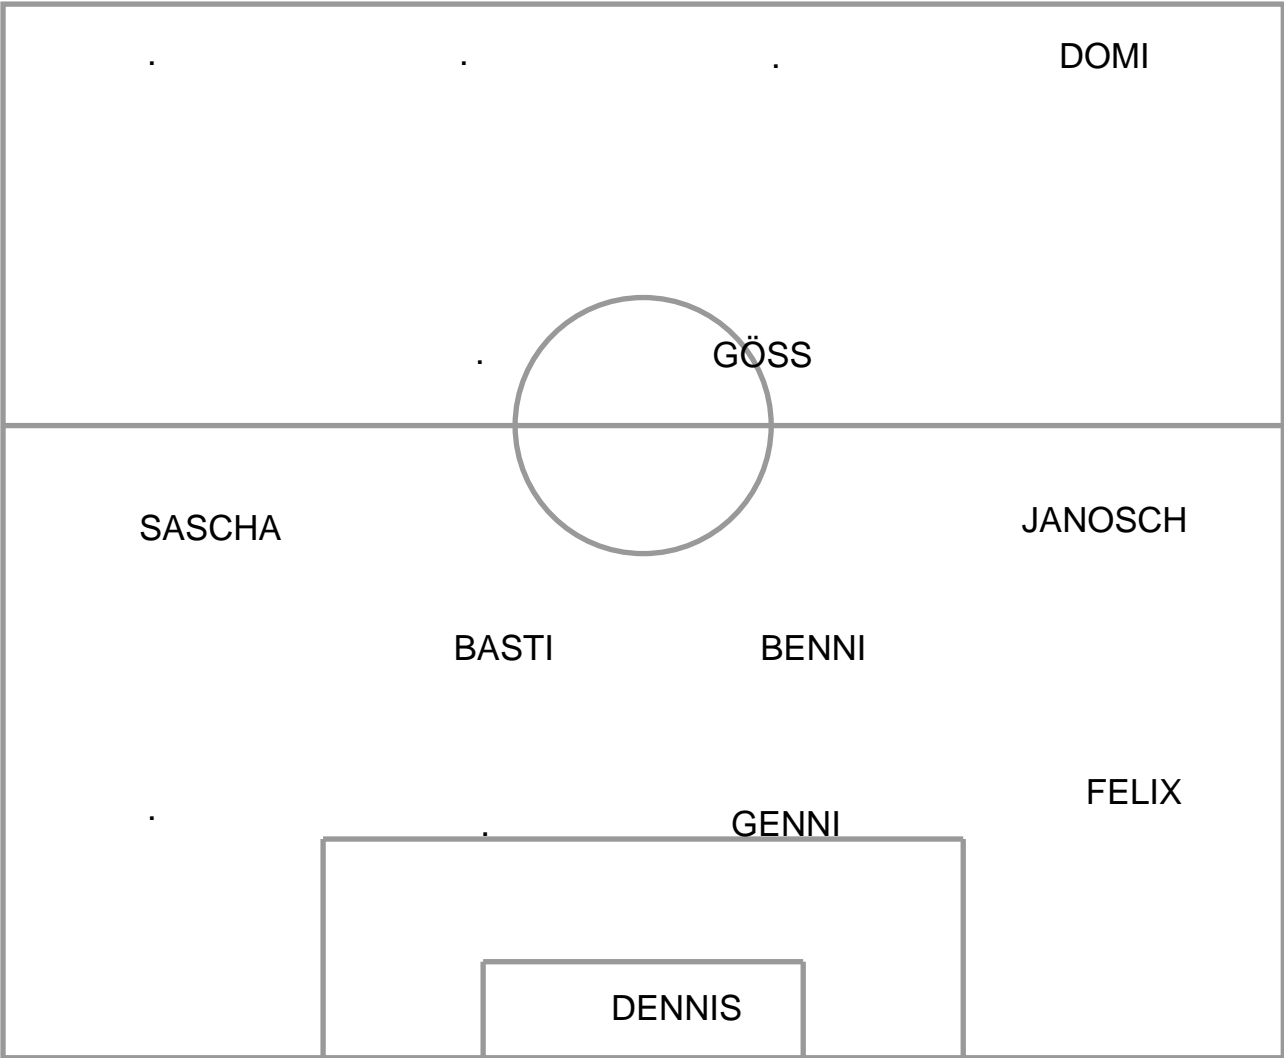 . . . DOMI
. GÖSS
SASCHA JANOSCH
BASTI BENNI
FELIX
. . GENNI
DENNIS